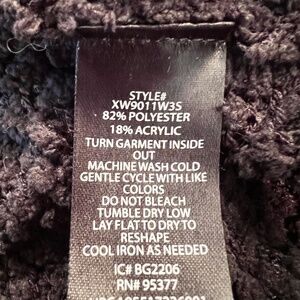 STYLE#
XW9011W3S
82% POLYESTER
18% ACRYLIC
TURN GARMENT INSIDE
OUT
MACHINE WASH COLD
GENTLE CYCLE WITH LIKE
COLORS
DO NOT BLEACH
TUMBLE DRY LOW
LAY FLAT TO DRY TO
RESHAPE
COOL IRON AS NEEDED
IC# BG2206
RN# 95377